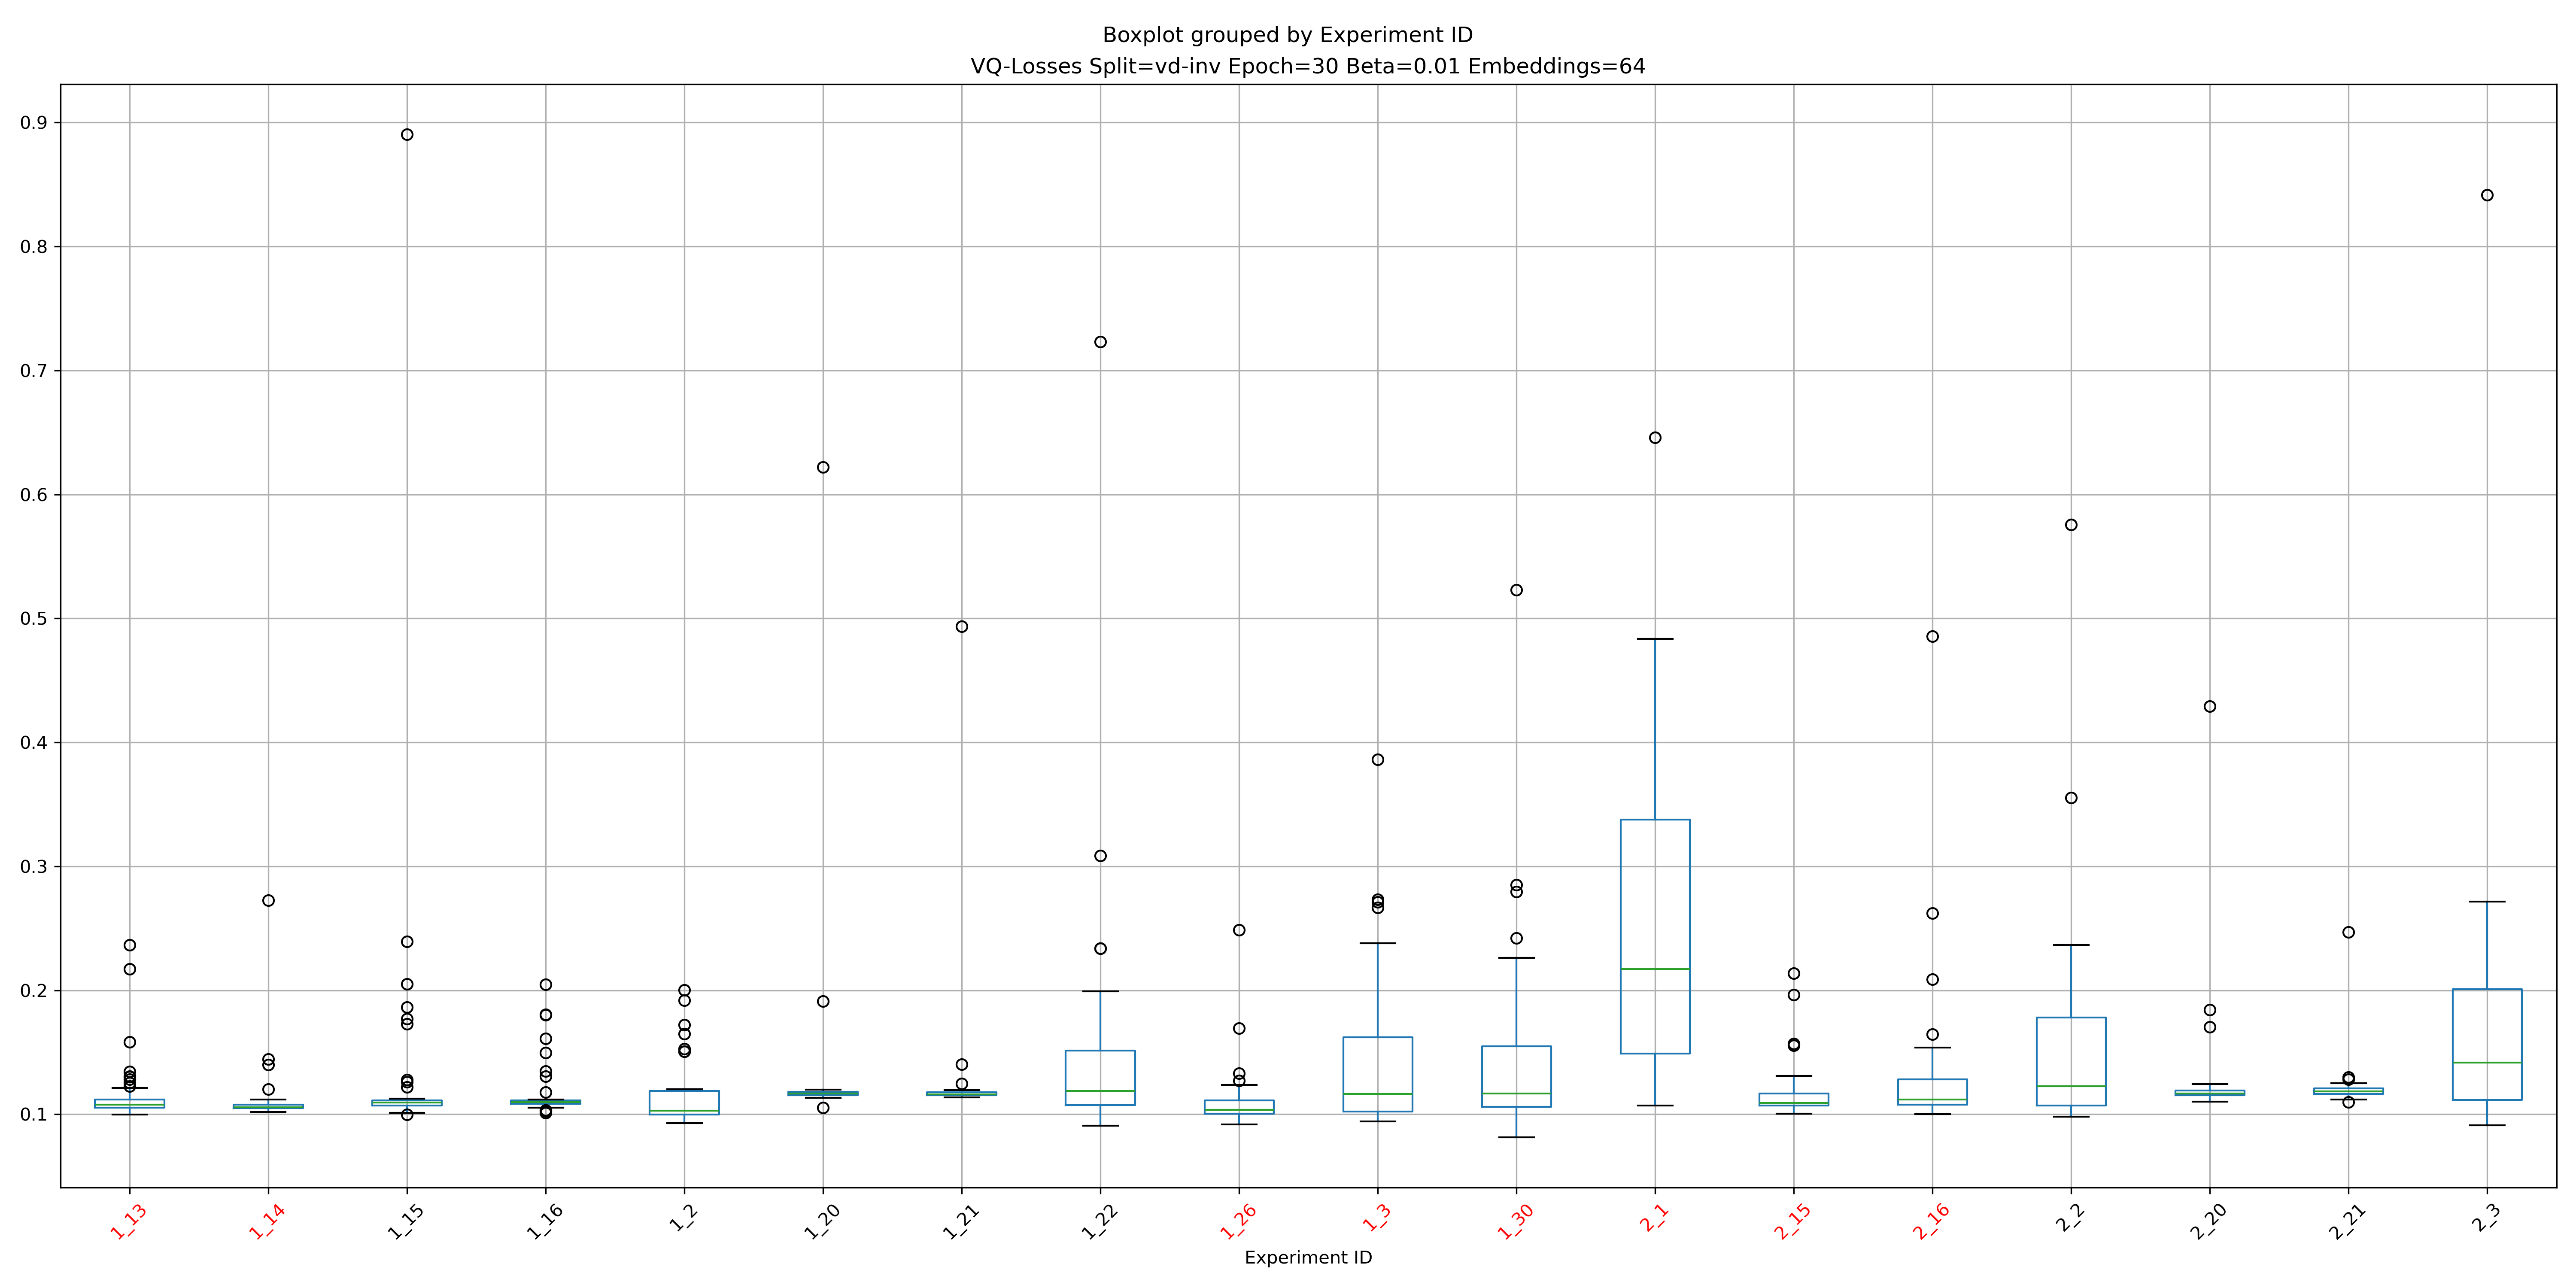 Boxplot grouped by Experiment ID
VQ-Losses Split=vd-inv Epoch=30 Beta=0.01 Embeddings=64
0.9
0.8
0.7
0.6
0.5
0.4
0.3
0.2
0.1
1_13 1_14 1_15 1_16 1_2 1_20 1_21 1_22 1_26 1_3 1_30 2_1 2_15 2_16 2_2 2_20 2_21 2_3
Experiment ID